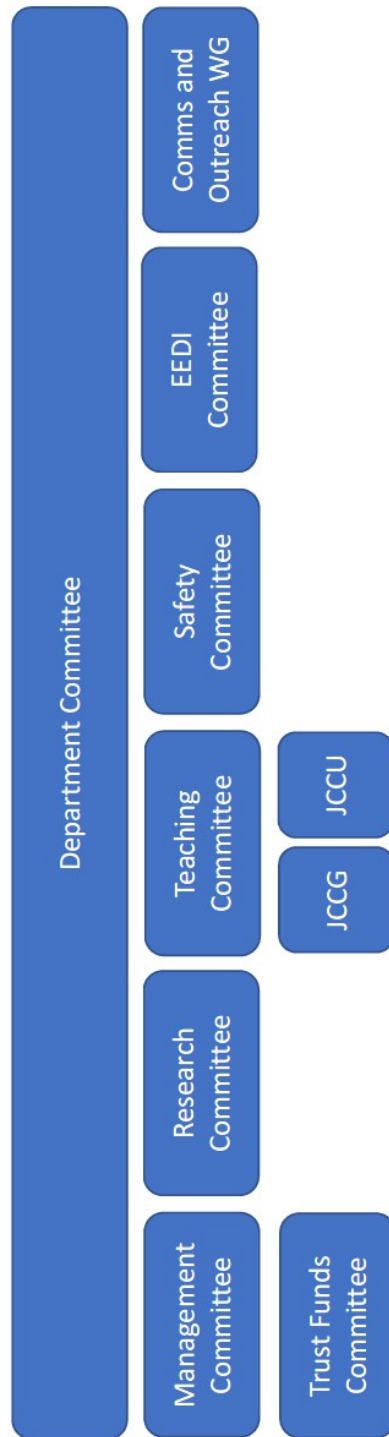 Department Committee
Management
Committee
Research
Committee
Teaching
Committee
Safety
Committee
EEDI
Committee
Comms and
Outreach WG
Trust Funds
Committee
JCCG
JCCU